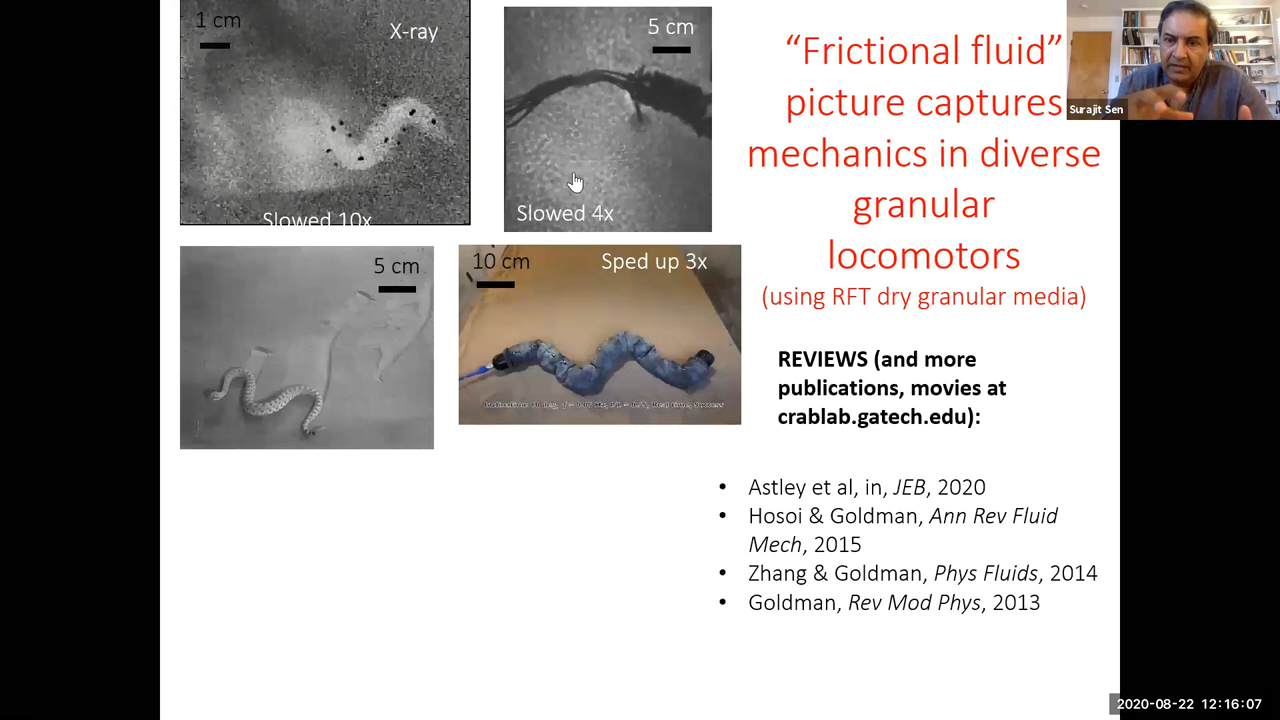 1 cm
X-ray
Slowed 10x
5 cm
Slowed 4x
5 cm
10 cm
Sped up 3x
“Frictional fluid”
picture captures
mechanics in diverse
granular
locomotors
(using RFT dry granular media)
Surajit Sen
REVIEWS (and more
publications, movies at
crablab.gatech.edu):
• Astley et al, in, JEB, 2020
• Hosoi & Goldman, Ann Rev Fluid
Mech, 2015
• Zhang & Goldman, Phys Fluids, 2014
• Goldman, Rev Mod Phys, 2013
2020-08-22 12:16:07